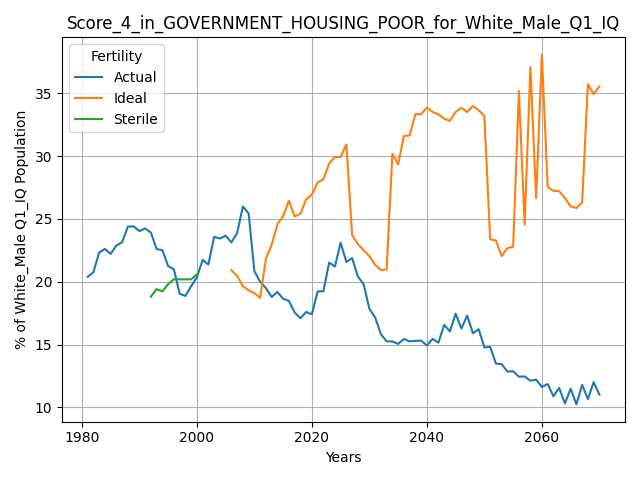 Score_4_in_GOVERNMENT_HOUSING_POOR_for_White_Male_Q1_IQ
Fertility
Actual
Ideal
Sterile
% of White_Male Q1_IQ Population
35
30
25
20
15
10
1980
2000
2020
2040
2060
Years